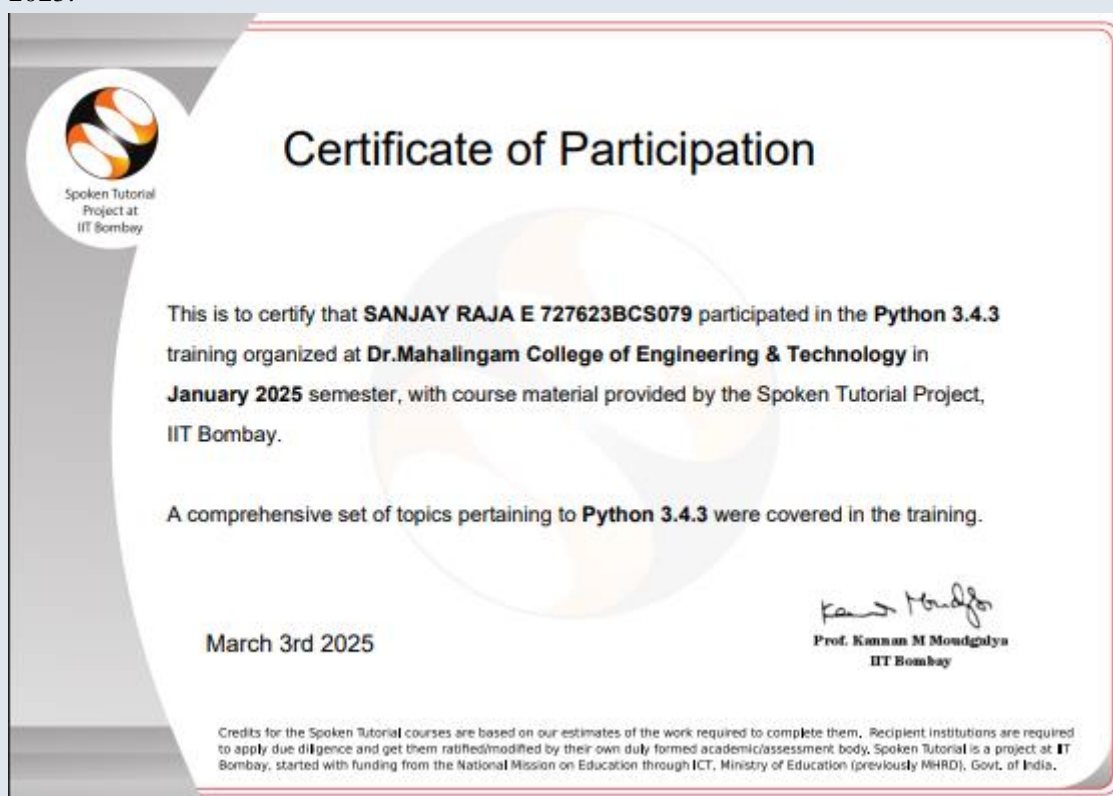 2025.
Spoken Tutorial
Project at
IIT Bombay
Certificate of Participation
This is to certify that SANJAY RAJA E 727623BCS079 participated in the Python 3.4.3
training organized at Dr.Mahalingam College of Engineering & Technology in
January 2025 semester, with course material provided by the Spoken Tutorial Project,
IIT Bombay.
A comprehensive set of topics pertaining to Python 3.4.3 were covered in the training.
March 3rd 2025
Prof. Kannan M Moudgalya
IIT Bombay
Credits for the Spoken Tutorial courses are based on our estimates of the work required to complete them. Recipient institutions are required
to apply due diligence and get them ratified/modified by their own duly formed academic/assessment body. Spoken Tutorial is a project at IIT
Bombay, started with funding from the National Mission on Education through ICT, Ministry of Education (previously MHRD), Govt. of India.